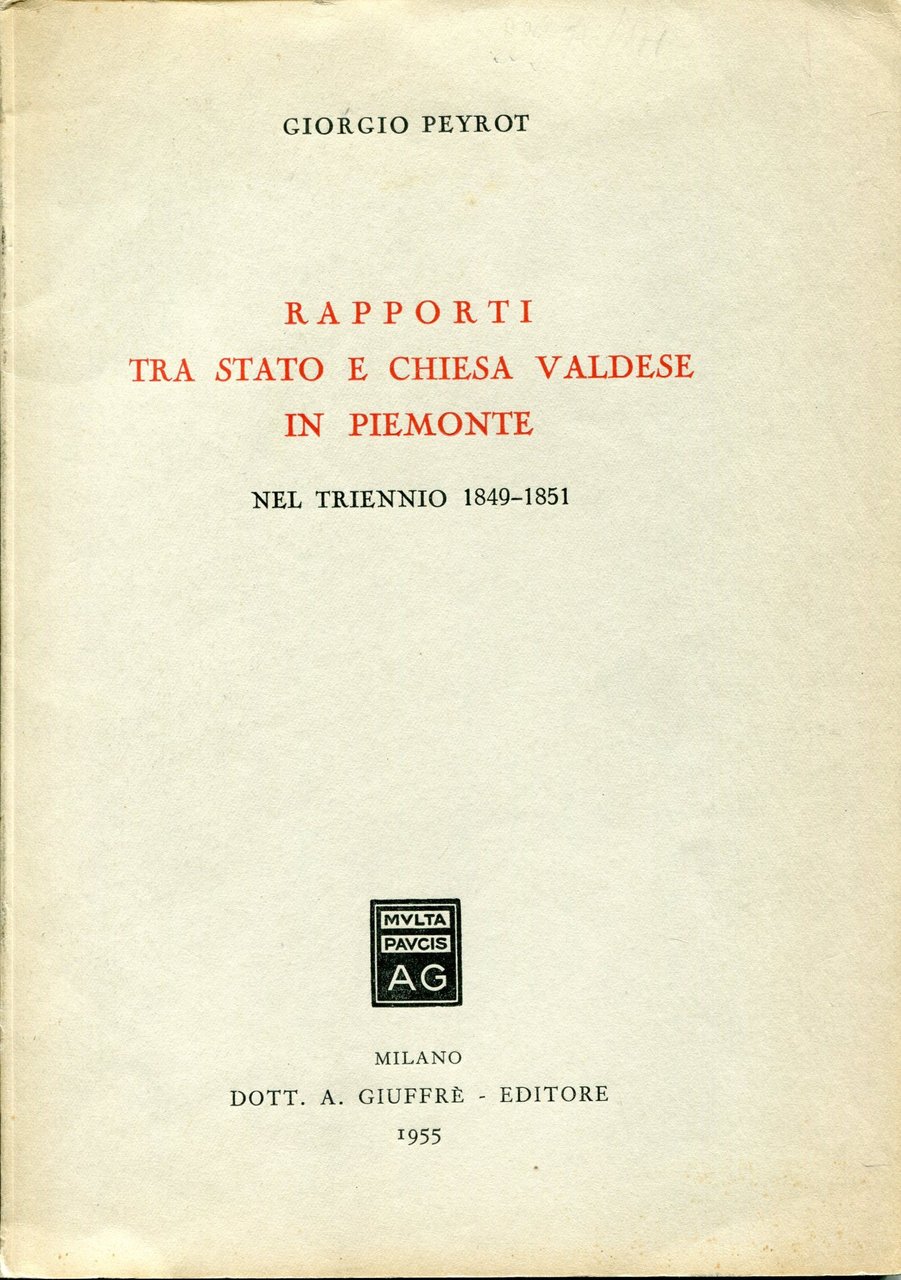 GIORGIO PEYROT
RAPPORTI
TRA STATO E CHIESA VALDESE
IN PIEMONTE
NEL TRIENNIO 1849-1851
MVLTA
PAVCIS
AG
MILANO
DOTT. A. GIUFFRÈ - EDITORE
1955